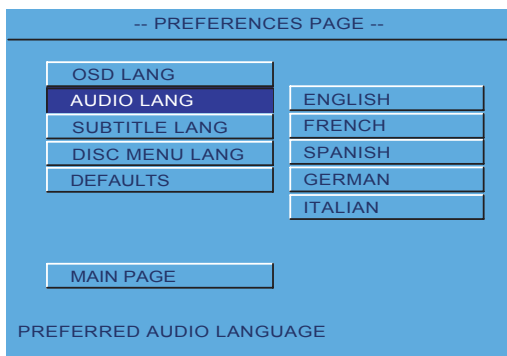 -- PREFERENCES PAGE --
OSD LANG
AUDIO LANG
SUBTITLE LANG
DISC MENU LANG
DEFAULTS
ENGLISH
FRENCH
SPANISH
GERMAN
ITALIAN
MAIN PAGE
PREFERRED AUDIO LANGUAGE